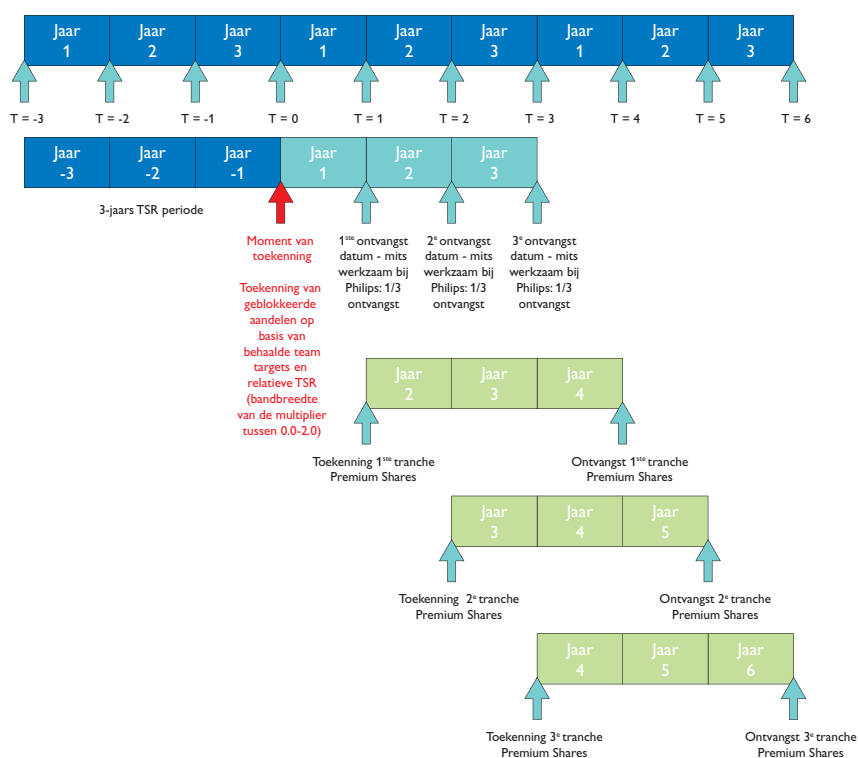 Jaar Jaar Jaar Jaar Jaar Jaar Jaar Jaar Jaar
1 2 3 1 2 3 1 2 3
T = -3 T = -2 T = -1 T = 0 T = 1 T = 2 T = 3 T = 4 T = 5 T = 6
Jaar Jaar Jaar Jaar Jaar Jaar
-3 -2 -1 1 2 3
3-jaars TSR periode
Moment van
toekenning
Toekenning van
geblokkeerde
aandelen op
basis van
behaalde team
targets en
relatieve TSR
(bandbreedte
van de multiplier
tussen 0.0-2.0)
1ste ontvangst
datum - mits
werkzaam bij
Philips: 1/3
ontvangst
2e ontvangst
datum - mits
werkzaam bij
Philips: 1/3
ontvangst
3e ontvangst
datum - mits
werkzaam bij
Philips: 1/3
ontvangst
Jaar Jaar Jaar
2 3 4
Toekenning 1ste tranche
Premium Shares
Ontvangst 1ste tranche
Premium Shares
Jaar Jaar Jaar
3 4 5
Toekenning 2e tranche
Premium Shares
Ontvangst 2e tranche
Premium Shares
Jaar Jaar Jaar
4 5 6
Toekenning 3e tranche
Premium Shares
Ontvangst 3e tranche
Premium Shares